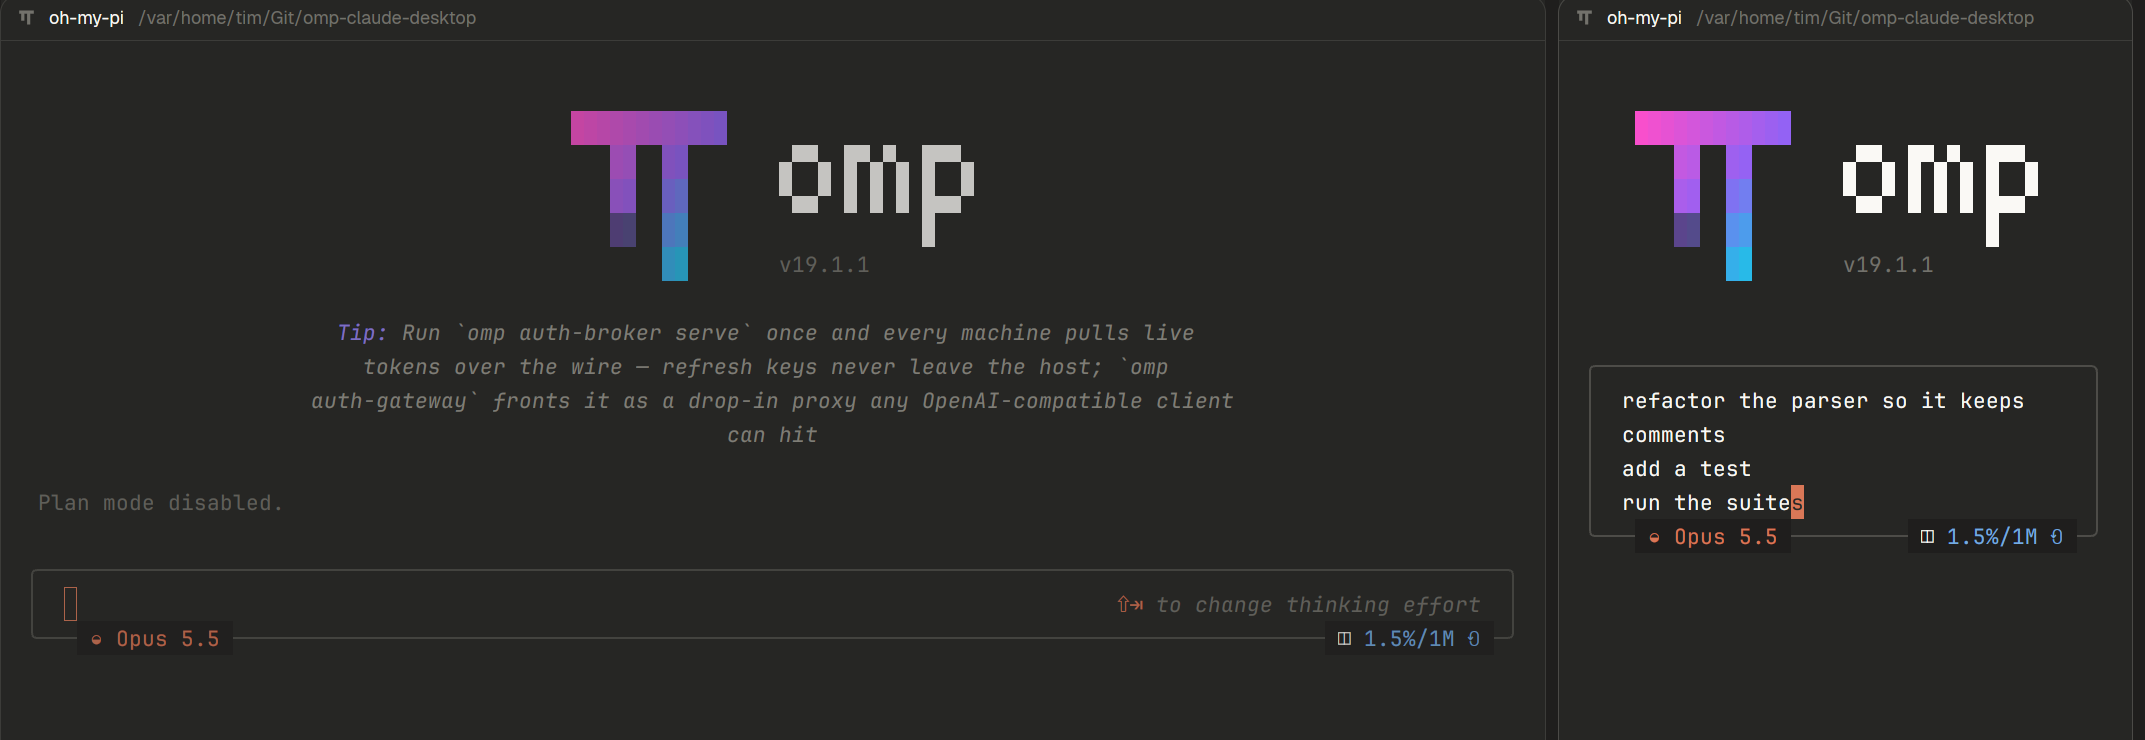 oh-my-pi /var/home/tim/Git/omp-claude-desktop
omp
v19.1.1
Tip: Run `omp auth-broker serve` once and every machine pulls live
tokens over the wire — refresh keys never leave the host; `omp
auth-gateway` fronts it as a drop-in proxy any OpenAI-compatible client
can hit
Plan mode disabled.
⇧⇥ to change thinking effort
Opus 5.5
1.5%/1M
oh-my-pi /var/home/tim/Git/omp-claude-desktop
omp
v19.1.1
refactor the parser so it keeps
comments
add a test
run the suites
Opus 5.5
1.5%/1M